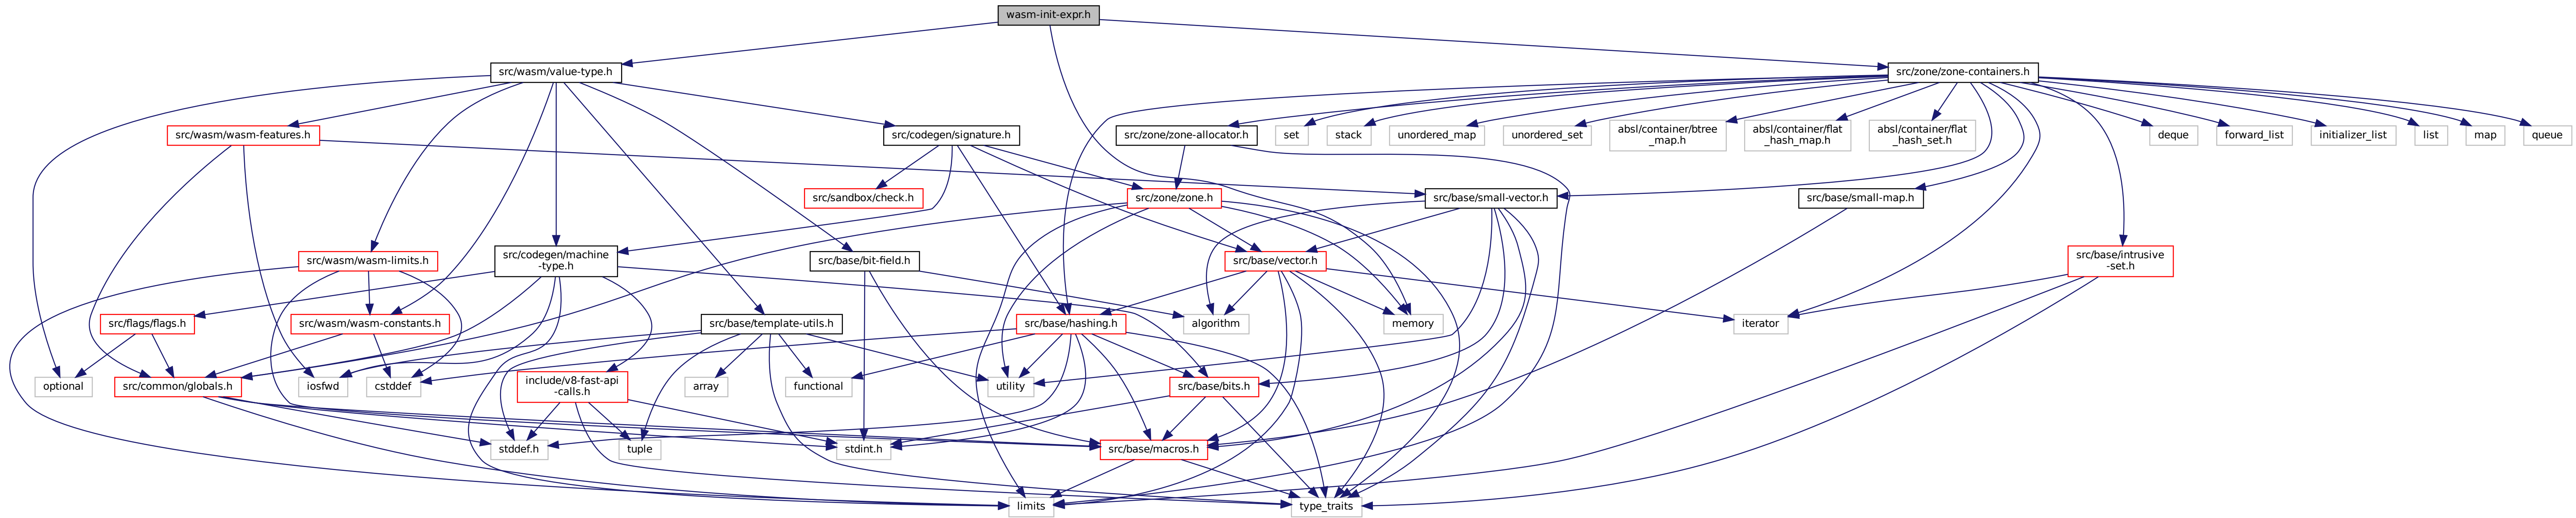 wasm-init-expr.h
src/wasm/value-type.h
src/zone/zone-containers.h
src/wasm/wasm-features.h
src/codegen/signature.h
src/zone/zone-allocator.h
set
stack
unordered_map
unordered_set
absl/container/btree
_map.h
absl/container/flat
_hash_map.h
absl/container/flat
_hash_set.h
deque
forward_list
initializer_list
list
map
queue
src/sandbox/check.h
src/zone/zone.h
src/base/small-vector.h
src/base/small-map.h
src/wasm/wasm-limits.h
src/codegen/machine
-type.h
src/base/bit-field.h
src/base/vector.h
src/base/intrusive
-set.h
src/flags/flags.h
src/wasm/wasm-constants.h
src/base/template-utils.h
src/base/hashing.h
algorithm
memory
iterator
optional
src/common/globals.h
iosfwd
cstddef
include/v8-fast-api
-calls.h
array
functional
utility
src/base/bits.h
stddef.h
tuple
stdint.h
src/base/macros.h
limits
type_traits